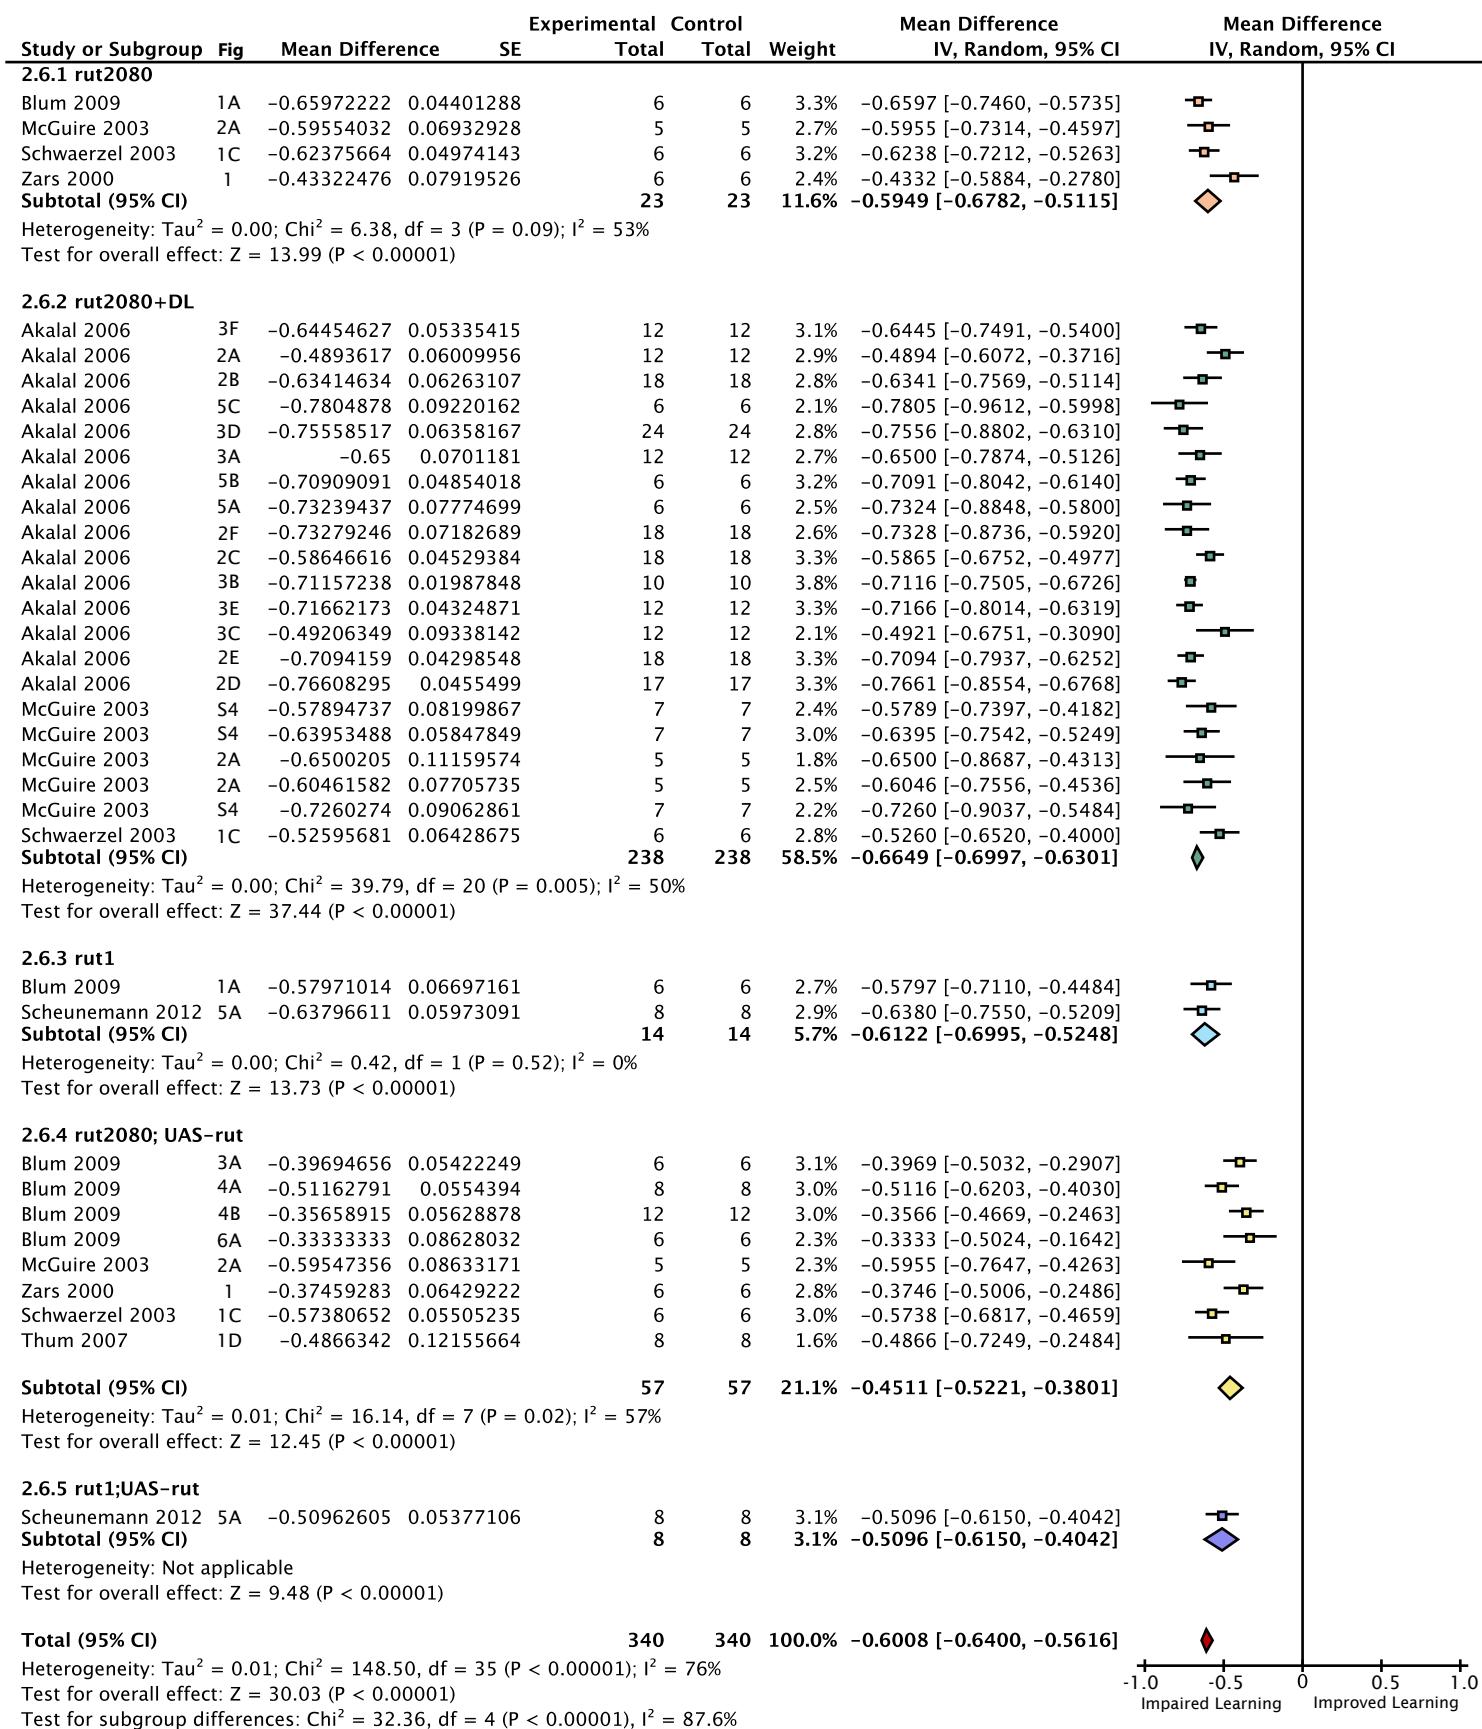 Experimental Control Mean Difference Mean Difference
Study or Subgroup Fig Mean Difference SE Total Total Weight IV, Random, 95% CI IV, Random, 95% CI
2.6.1 rut2080
Blum 2009 1A −0.65972222 0.04401288 6 6 3.3% −0.6597 [−0.7460, −0.5735]
McGuire 2003 2A −0.59554032 0.06932928 5 5 2.7% −0.5955 [−0.7314, −0.4597]
Schwaerzel 2003 1C −0.62375664 0.04974143 6 6 3.2% −0.6238 [−0.7212, −0.5263]
Zars 2000 1 −0.43322476 0.07919526 6 6 2.4% −0.4332 [−0.5884, −0.2780]
Subtotal (95% CI) 23 23 11.6% −0.5949 [−0.6782, −0.5115]
Heterogeneity: Tau² = 0.00; Chi² = 6.38, df = 3 (P = 0.09); I² = 53%
Test for overall effect: Z = 13.99 (P < 0.00001)
2.6.2 rut2080+DL
Akalal 2006 3F −0.64454627 0.05335415 12 12 3.1% −0.6445 [−0.7491, −0.5400]
Akalal 2006 2A −0.4893617 0.06009956 12 12 2.9% −0.4894 [−0.6072, −0.3716]
Akalal 2006 2B −0.63414634 0.06263107 18 18 2.8% −0.6341 [−0.7569, −0.5114]
Akalal 2006 5C −0.7804878 0.09220162 6 6 2.1% −0.7805 [−0.9612, −0.5998]
Akalal 2006 3D −0.75558517 0.06358167 24 24 2.8% −0.7556 [−0.8802, −0.6310]
Akalal 2006 3A −0.65 0.0701181 12 12 2.7% −0.6500 [−0.7874, −0.5126]
Akalal 2006 5B −0.70909091 0.04854018 6 6 3.2% −0.7091 [−0.8042, −0.6140]
Akalal 2006 5A −0.73239437 0.07774699 6 6 2.5% −0.7324 [−0.8848, −0.5800]
Akalal 2006 2F −0.73279246 0.07182689 18 18 2.6% −0.7328 [−0.8736, −0.5920]
Akalal 2006 2C −0.58646616 0.04529384 18 18 3.3% −0.5865 [−0.6752, −0.4977]
Akalal 2006 3B −0.71157238 0.01987848 10 10 3.8% −0.7116 [−0.7505, −0.6726]
Akalal 2006 3E −0.71662173 0.04324871 12 12 3.3% −0.7166 [−0.8014, −0.6319]
Akalal 2006 3C −0.49206349 0.09338142 12 12 2.1% −0.4921 [−0.6751, −0.3090]
Akalal 2006 2E −0.7094159 0.04298548 18 18 3.3% −0.7094 [−0.7937, −0.6252]
Akalal 2006 2D −0.76608295 0.0455499 17 17 3.3% −0.7661 [−0.8554, −0.6768]
McGuire 2003 S4 −0.57894737 0.08199867 7 7 2.4% −0.5789 [−0.7397, −0.4182]
McGuire 2003 S4 −0.63953488 0.05847849 7 7 3.0% −0.6395 [−0.7542, −0.5249]
McGuire 2003 2A −0.6500205 0.11159574 5 5 1.8% −0.6500 [−0.8687, −0.4313]
McGuire 2003 2A −0.60461582 0.07705735 5 5 2.5% −0.6046 [−0.7556, −0.4536]
McGuire 2003 S4 −0.7260274 0.09062861 7 7 2.2% −0.7260 [−0.9037, −0.5484]
Schwaerzel 2003 1C −0.52595681 0.06428675 6 6 2.8% −0.5260 [−0.6520, −0.4000]
Subtotal (95% CI) 238 238 58.5% −0.6649 [−0.6997, −0.6301]
Heterogeneity: Tau² = 0.00; Chi² = 39.79, df = 20 (P = 0.005); I² = 50%
Test for overall effect: Z = 37.44 (P < 0.00001)
2.6.3 rut1
Blum 2009 1A −0.57971014 0.06697161 6 6 2.7% −0.5797 [−0.7110, −0.4484]
Scheunemann 2012 5A −0.63796611 0.05973091 8 8 2.9% −0.6380 [−0.7550, −0.5209]
Subtotal (95% CI) 14 14 5.7% −0.6122 [−0.6995, −0.5248]
Heterogeneity: Tau² = 0.00; Chi² = 0.42, df = 1 (P = 0.52); I² = 0%
Test for overall effect: Z = 13.73 (P < 0.00001)
2.6.4 rut2080; UAS−rut
Blum 2009 3A −0.39694656 0.05422249 6 6 3.1% −0.3969 [−0.5032, −0.2907]
Blum 2009 4A −0.51162791 0.0554394 8 8 3.0% −0.5116 [−0.6203, −0.4030]
Blum 2009 4B −0.35658915 0.05628878 12 12 3.0% −0.3566 [−0.4669, −0.2463]
Blum 2009 6A −0.33333333 0.08628032 6 6 2.3% −0.3333 [−0.5024, −0.1642]
McGuire 2003 2A −0.59547356 0.08633171 5 5 2.3% −0.5955 [−0.7647, −0.4263]
Zars 2000 1 −0.37459283 0.06429222 6 6 2.8% −0.3746 [−0.5006, −0.2486]
Schwaerzel 2003 1C −0.57380652 0.05505235 6 6 3.0% −0.5738 [−0.6817, −0.4659]
Thum 2007 1D −0.4866342 0.12155664 8 8 1.6% −0.4866 [−0.7249, −0.2484]
Subtotal (95% CI) 57 57 21.1% −0.4511 [−0.5221, −0.3801]
Heterogeneity: Tau² = 0.01; Chi² = 16.14, df = 7 (P = 0.02); I² = 57%
Test for overall effect: Z = 12.45 (P < 0.00001)
2.6.5 rut1;UAS−rut
Scheunemann 2012 5A −0.50962605 0.05377106 8 8 3.1% −0.5096 [−0.6150, −0.4042]
Subtotal (95% CI) 8 8 3.1% −0.5096 [−0.6150, −0.4042]
Heterogeneity: Not applicable
Test for overall effect: Z = 9.48 (P < 0.00001)
Total (95% CI) 340 340 100.0% −0.6008 [−0.6400, −0.5616]
Heterogeneity: Tau² = 0.01; Chi² = 148.50, df = 35 (P < 0.00001); I² = 76%
Test for overall effect: Z = 30.03 (P < 0.00001)
Test for subgroup differences: Chi² = 32.36, df = 4 (P < 0.00001), I² = 87.6%
-1.0 -0.5 0 0.5 1.0
Impaired Learning Improved Learning